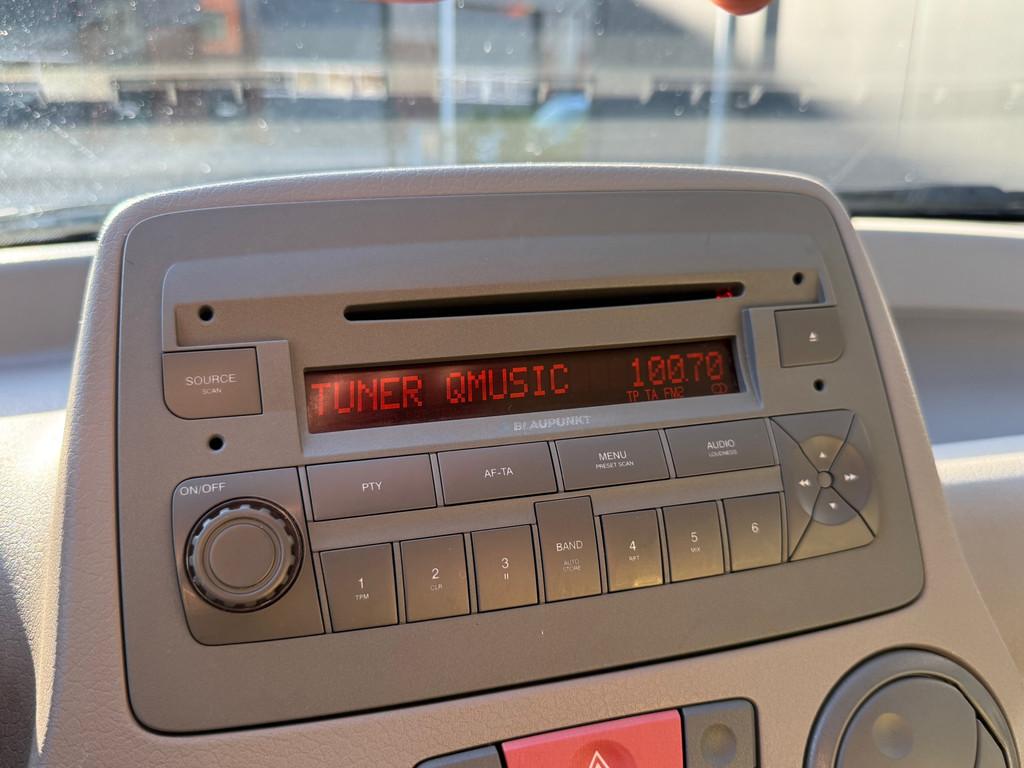 SOURCE
SCAN
TUNER QMUSIC 100.70
TP TA FM2
BLAUPUNKT
ON/OFF
PTY
AF-TA
MENU
PRESET SCAN
AUDIO
LOUDNESS
1
TPM
2
CLR
3
BAND
AUTO
STORE
4
RPT
5
MIX
6